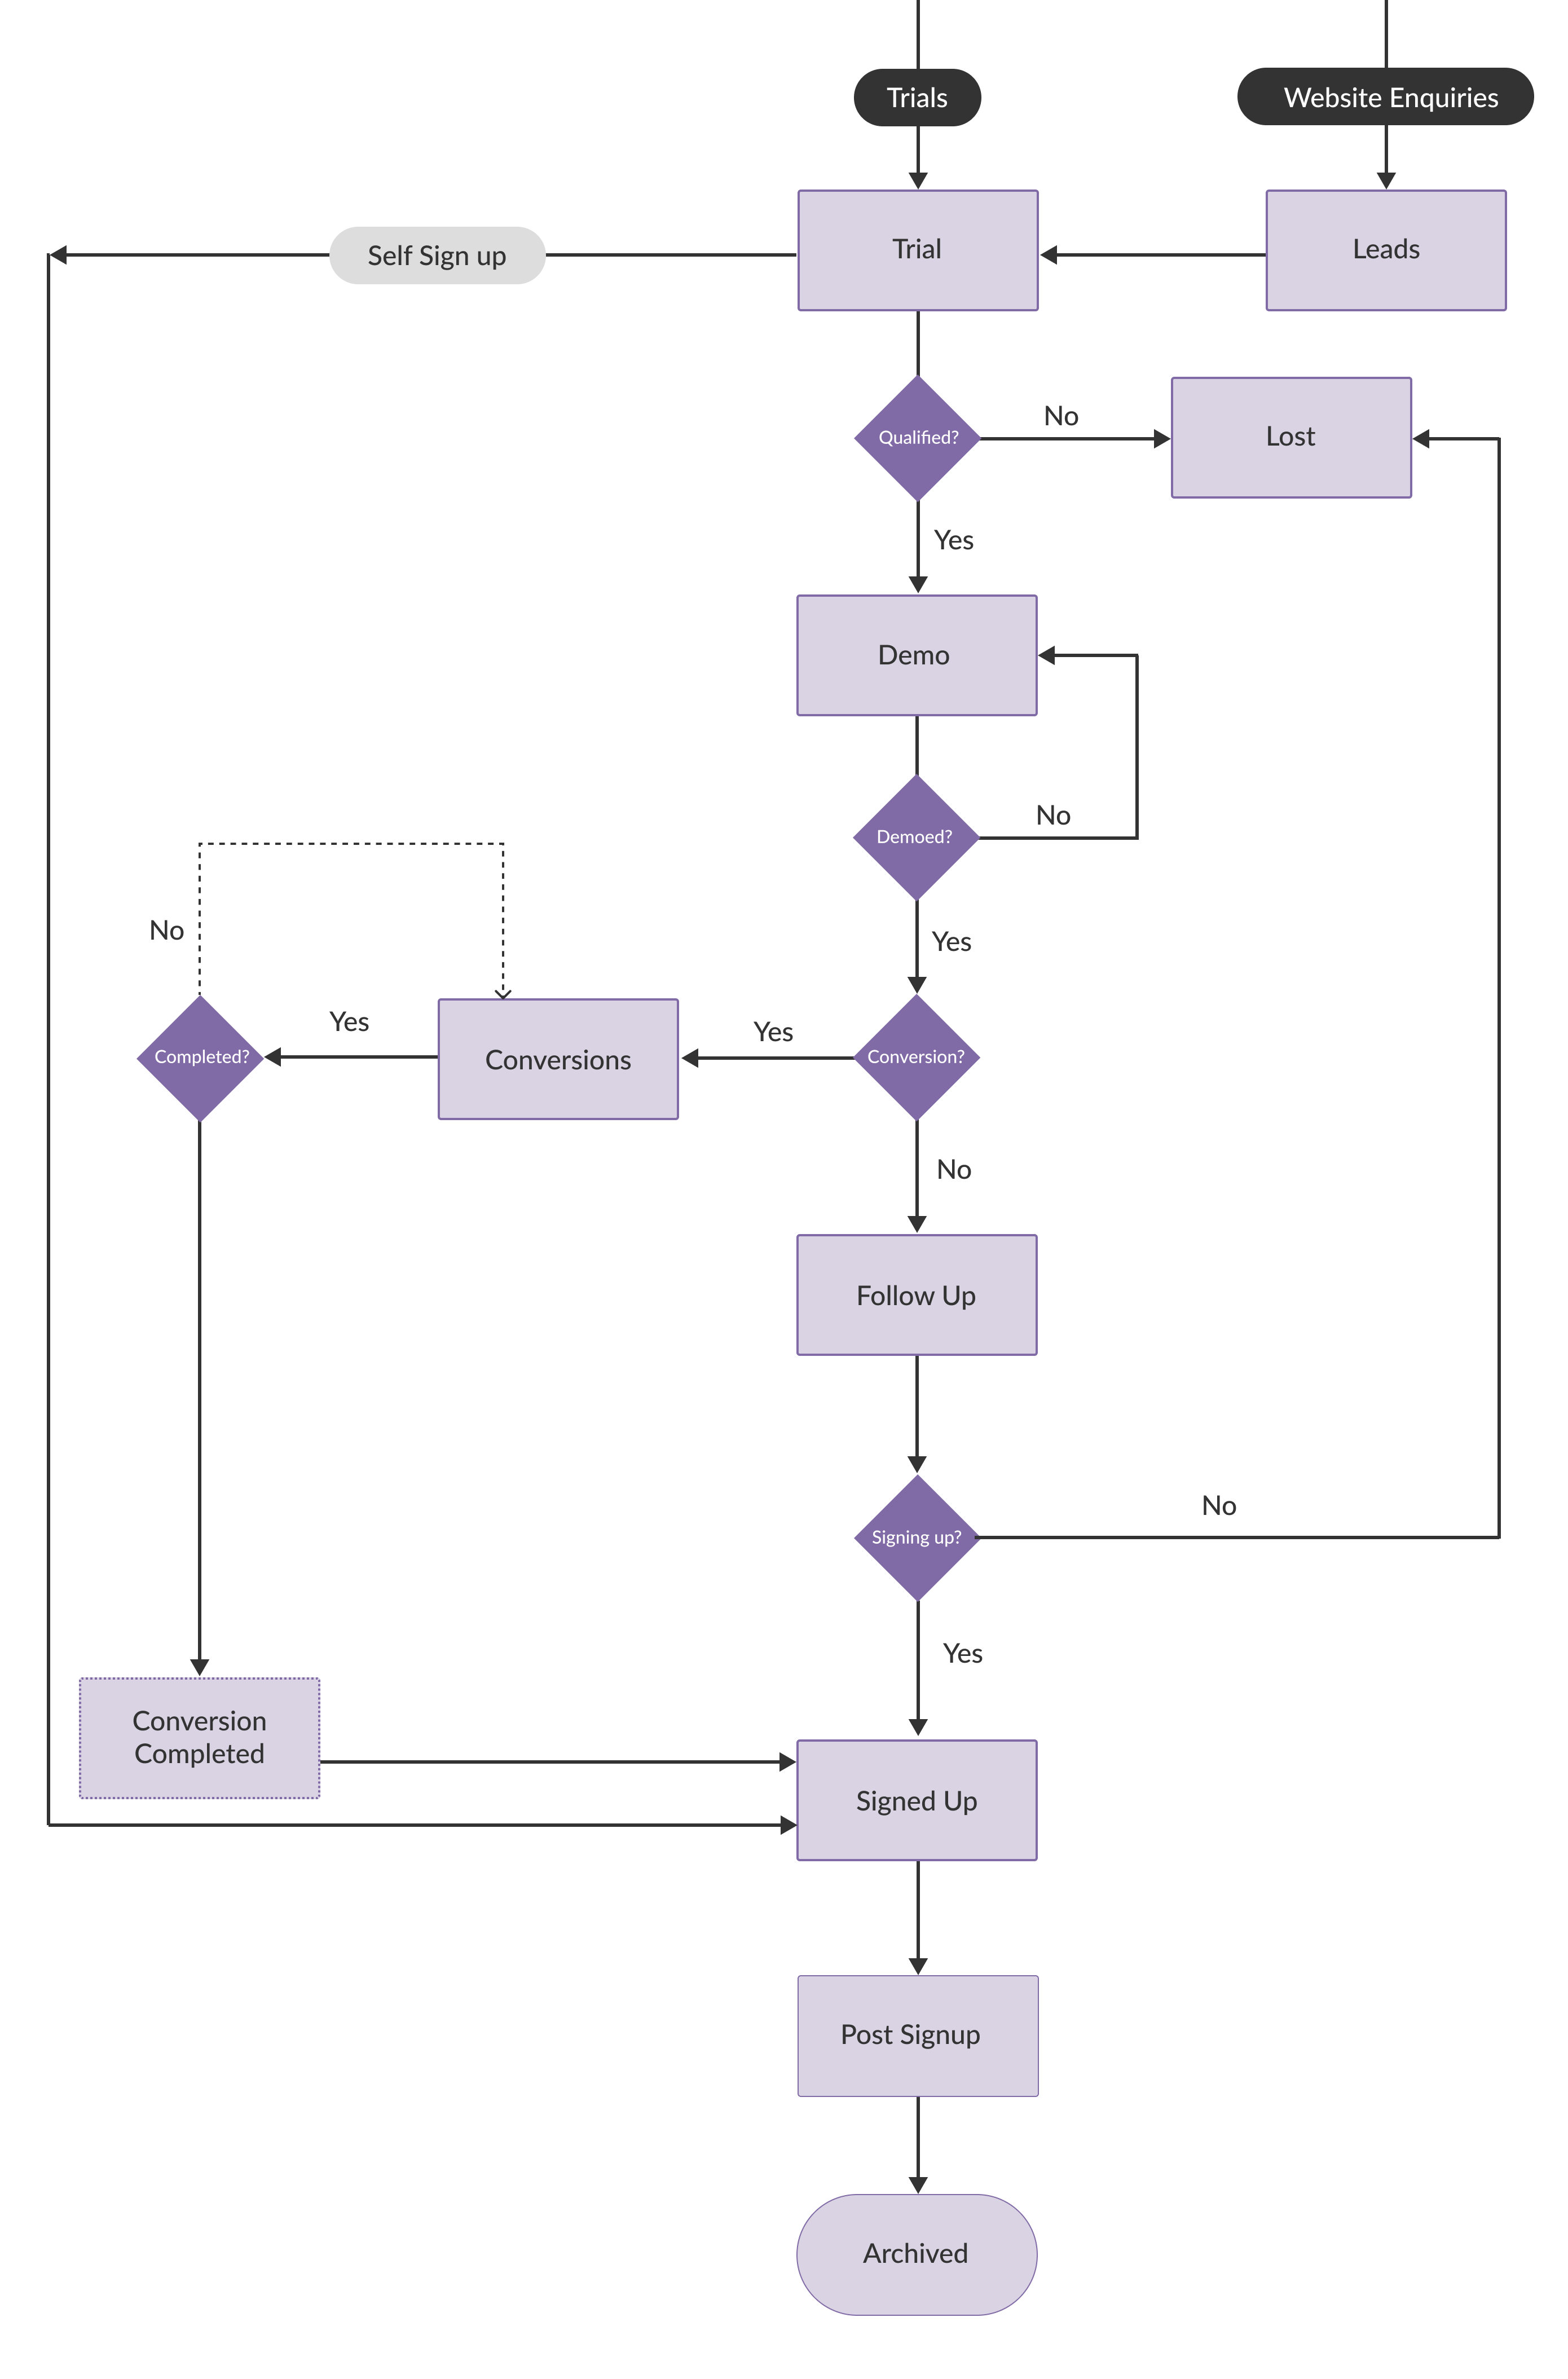 Trials
Website Enquiries
Self Sign up
Trial
Leads
Qualified?
No
Lost
Yes
Demo
Demoed?
No
Yes
No
Completed?
Yes
Conversions
Yes
Conversion?
No
Follow Up
Signing up?
No
Yes
Conversion
Completed
Signed Up
Post Signup
Archived